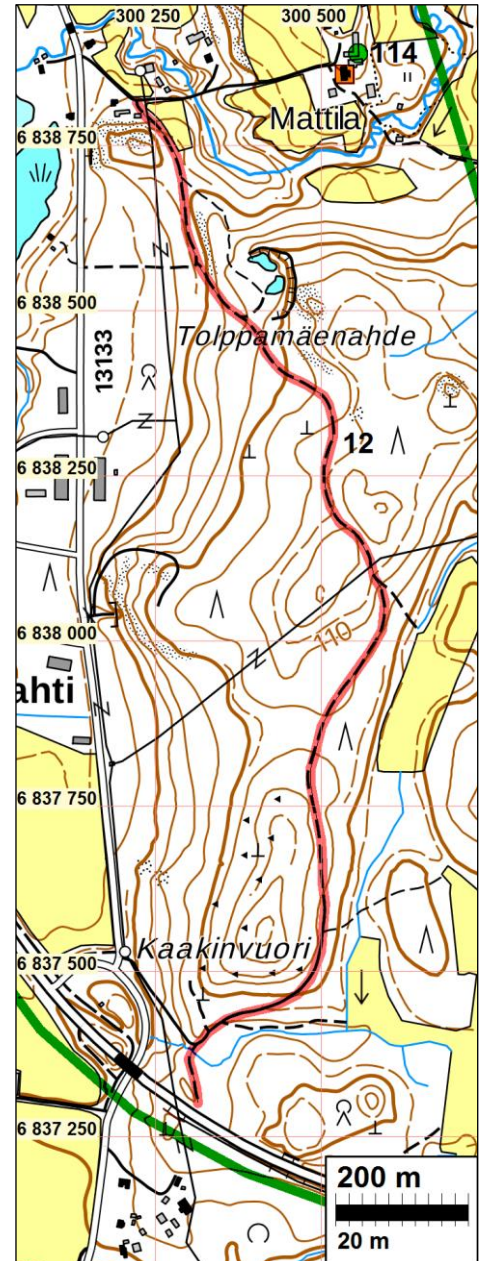 300 250
300 500
114
Mattila
6 838 750
6 838 500
Tolppamäenahde
13133
12
6 838 250
6 838 000
110
ahti
6 837 750
Kaakinvuori
6 837 500
6 837 250
200 m
20 m